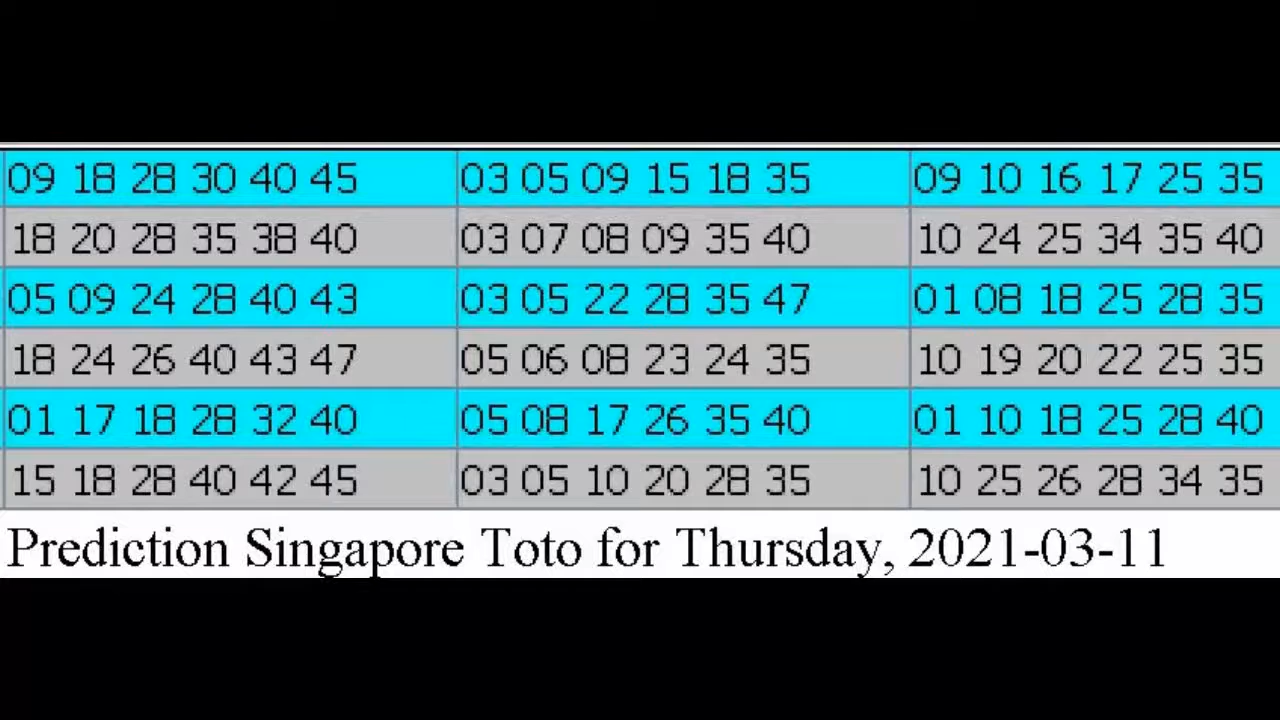 09 18 28 30 40 45 03 05 09 15 18 35 09 10 16 17 25 35
18 20 28 35 38 40 03 07 08 09 35 40 10 24 25 34 35 40
05 09 24 28 40 43 03 05 22 28 35 47 01 08 18 25 28 35
18 24 26 40 43 47 05 06 08 23 24 35 10 19 20 22 25 35
01 17 18 28 32 40 05 08 17 26 35 40 01 10 18 25 28 40
15 18 28 40 42 45 03 05 10 20 28 35 10 25 26 28 34 35
Prediction Singapore Toto for Thursday, 2021-03-11